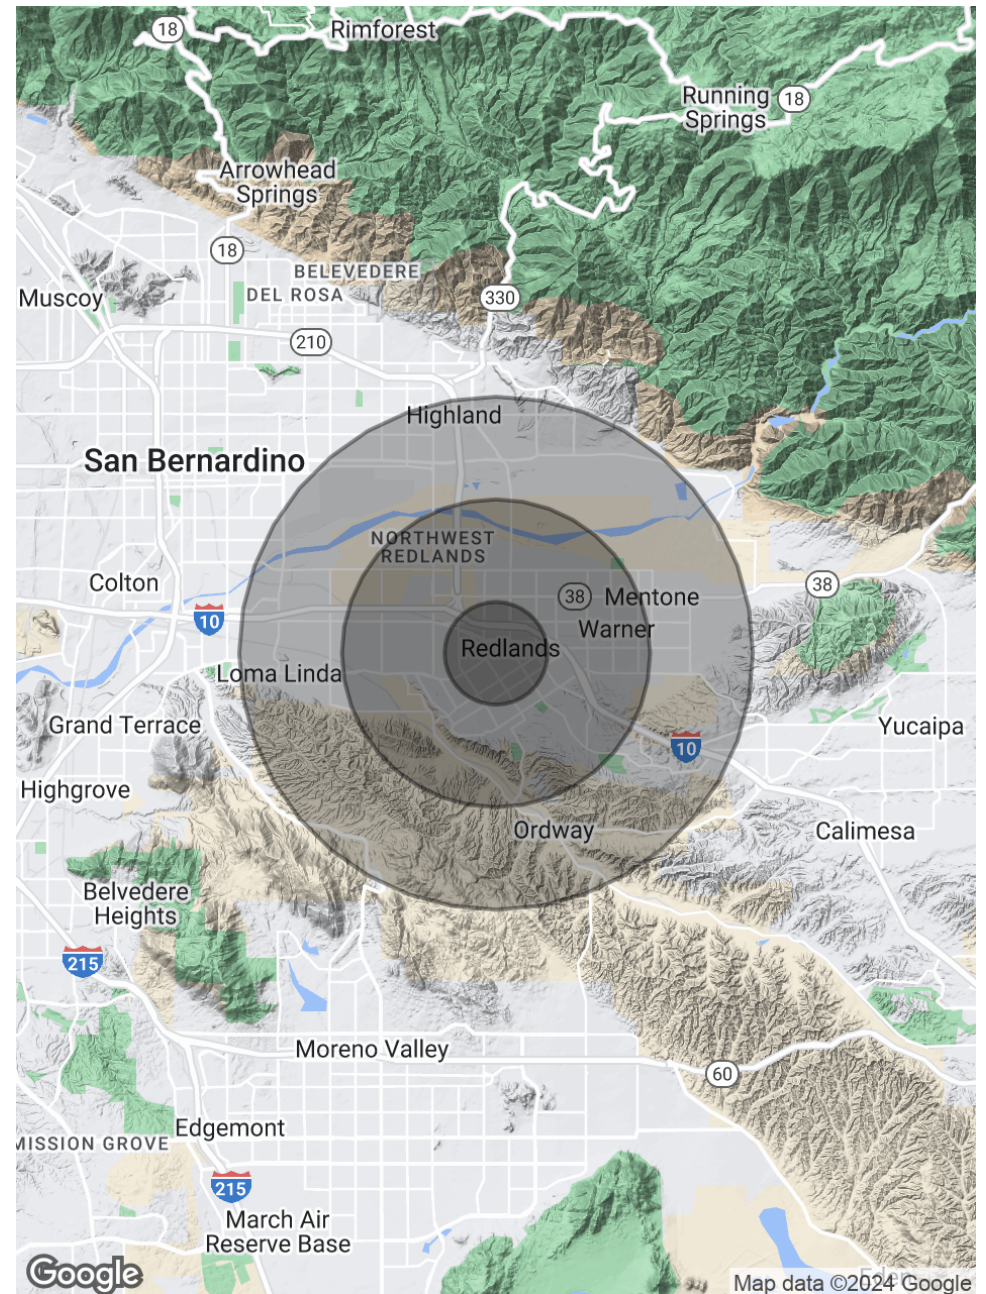 18
Rimforest
Running
Springs
18
Arrowhead
Springs
18
BELEVEDERE
DEL ROSA
Muscoy
330
210
Highland
San Bernardino
NORTHWEST
REDLANDS
Colton
38
Mentone
38
10
Warner
Redlands
Loma Linda
Grand Terrace
Yucaipa
10
Highgrove
Ordway
Calimesa
Belvedere
Heights
215
Moreno Valley
60
Edgemont
MISSION GROVE
215
March Air
Reserve Base
Google
Eden
Map data ©2024 Google